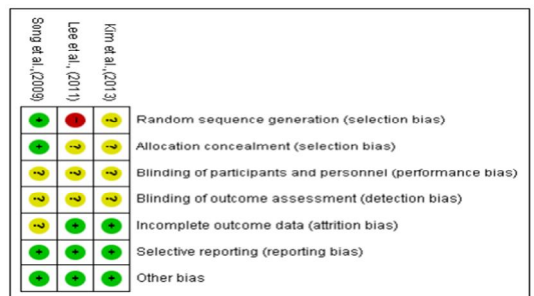 Song et al.,(2009)
Lee et al., (2011)
Kim et al.,(2013)
+ - ? Random sequence generation (selection bias)
+ ? ? Allocation concealment (selection bias)
? ? ? Blinding of participants and personnel (performance bias)
? ? ? Blinding of outcome assessment (detection bias)
? + + Incomplete outcome data (attrition bias)
+ + + Selective reporting (reporting bias)
+ + + Other bias